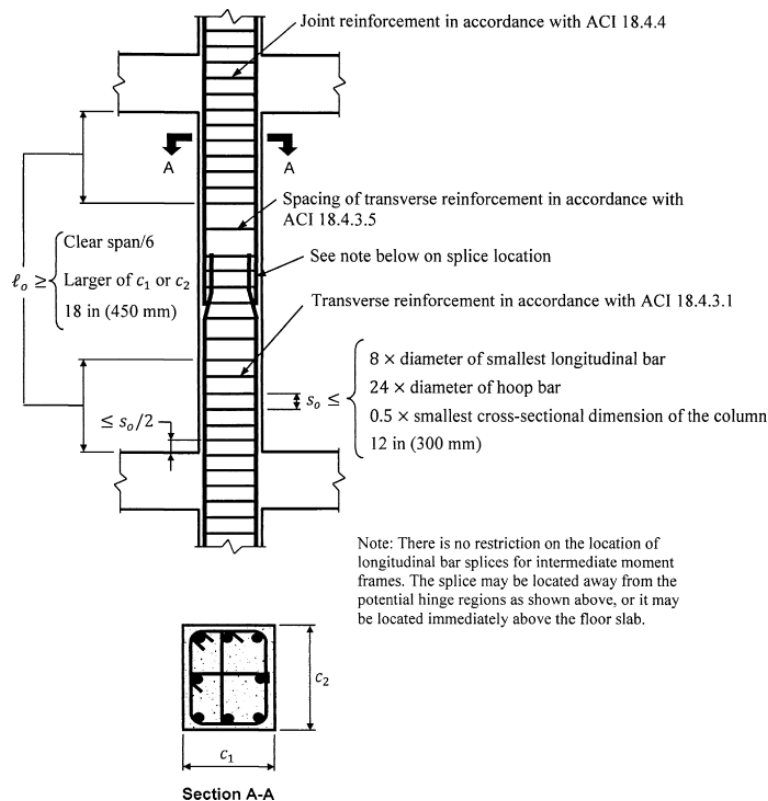 Joint reinforcement in accordance with ACI 18.4.4
A
A
Spacing of transverse reinforcement in accordance with
ACI 18.4.3.5
Clear span/6
ℓₒ ≥
Larger of c₁ or c₂
18 in (450 mm)
See note below on splice location
Transverse reinforcement in accordance with ACI 18.4.3.1
8 × diameter of smallest longitudinal bar
24 × diameter of hoop bar
sₒ ≤
0.5 × smallest cross-sectional dimension of the column
12 in (300 mm)
≤ sₒ/2
Note: There is no restriction on the location of
longitudinal bar splices for intermediate moment
frames. The splice may be located away from the
potential hinge regions as shown above, or it may
be located immediately above the floor slab.
c₂
c₁
Section A-A